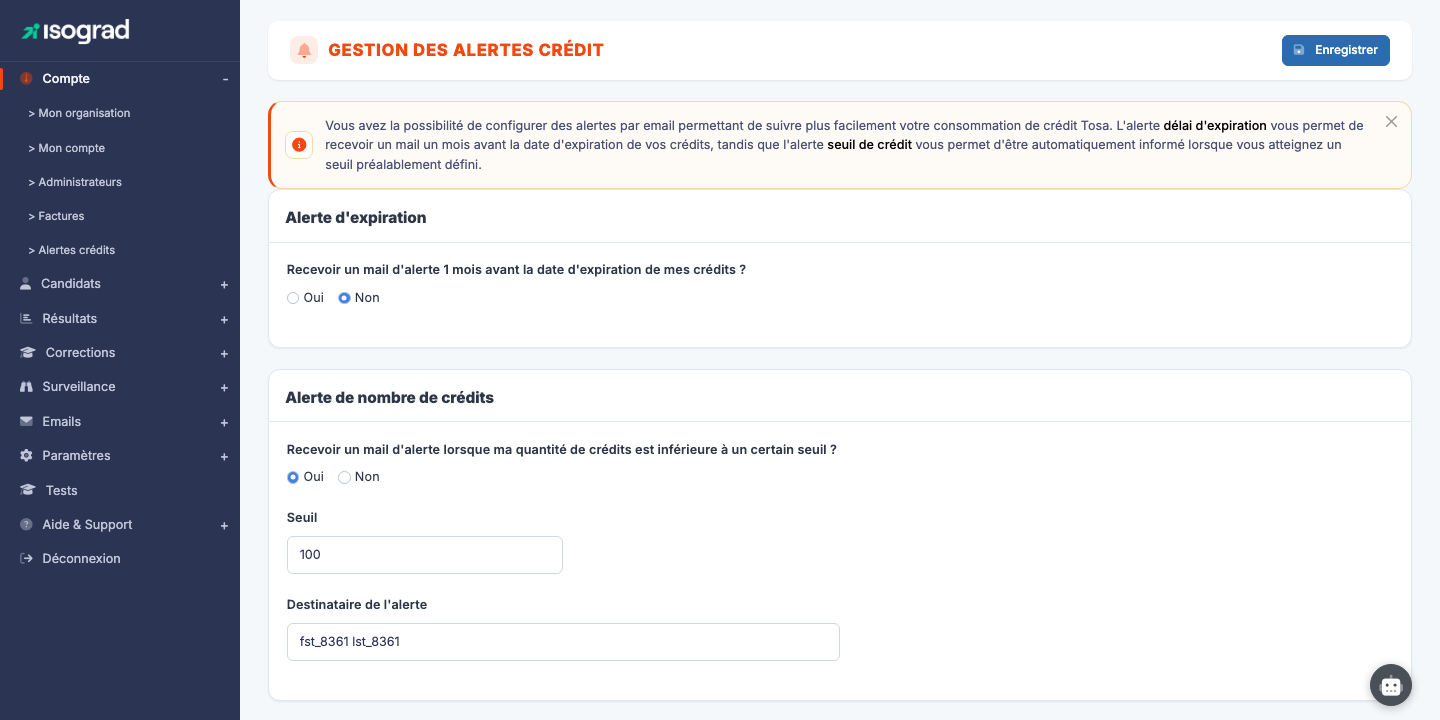 isograd
Compte
-
> Mon organisation
> Mon compte
> Administrateurs
> Factures
> Alertes crédits
Candidats
+
Résultats
+
Corrections
+
Surveillance
+
Emails
+
Paramètres
+
Tests
Aide & Support
+
Déconnexion
GESTION DES ALERTES CRÉDIT
Enregistrer
Vous avez la possibilité de configurer des alertes par email permettant de suivre plus facilement votre consommation de crédit Tosa. L'alerte délai d'expiration vous permet de
recevoir un mail un mois avant la date d'expiration de vos crédits, tandis que l'alerte seuil de crédit vous permet d'être automatiquement informé lorsque vous atteignez un
seuil préalablement défini.
Alerte d'expiration
Recevoir un mail d'alerte 1 mois avant la date d'expiration de mes crédits ?
Oui Non
Alerte de nombre de crédits
Recevoir un mail d'alerte lorsque ma quantité de crédits est inférieure à un certain seuil ?
Oui Non
Seuil
100
Destinataire de l'alerte
fst_8361 lst_8361